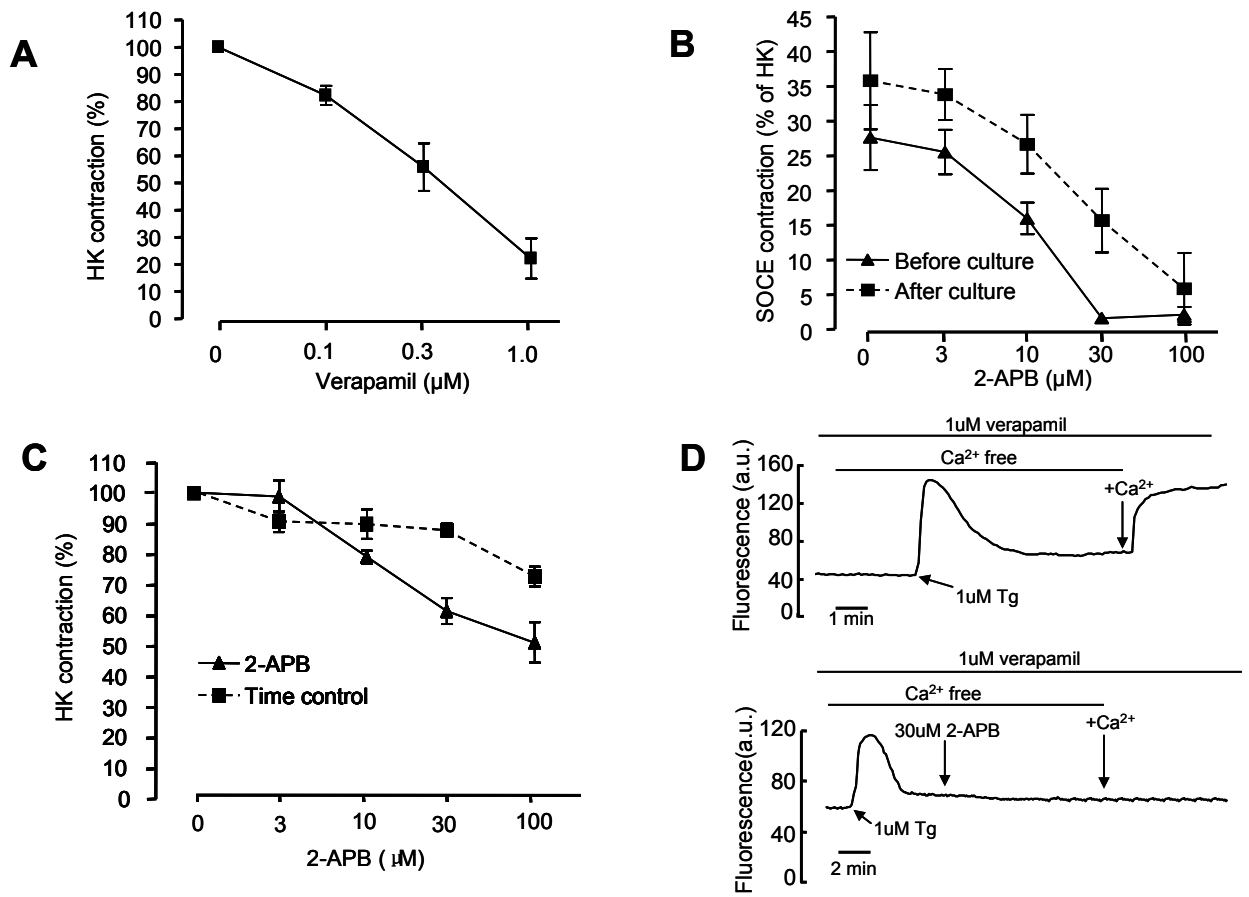 A
HK contraction (%)
110
100
90
80
70
60
50
40
30
20
10
0
0 0.1 0.3 1.0
Verapamil (µM)
B
SOCE contraction (% of HK)
45
40
35
30
25
20
15
10
5
0
Before culture
After culture
0 3 10 30 100
2-APB (µM)
C
HK contraction (%)
110
100
90
80
70
60
50
40
30
20
10
0
2-APB
Time control
0 3 10 30 100
2-APB ( µM)
D
1uM verapamil
Ca²⁺ free
+Ca²⁺
Fluorescence (a.u.)
160
120
80
40
0
1uM Tg
1 min
1uM verapamil
Ca²⁺ free
30uM 2-APB
+Ca²⁺
Fluorescence(a.u.)
120
80
40
0
1uM Tg
2 min